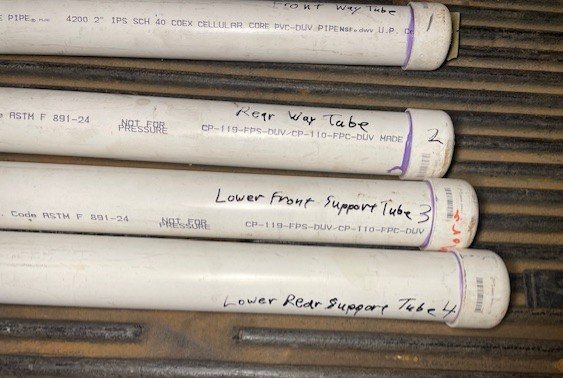 Front Way Tube 1
E PIPE® 4200 2" IPS SCH 40 COEX CELLULAR CORE PVC-DWV PIPE NSF®dwv U.P. Co
Rear Way Tube 2
ASTM F 891-24 NOT FOR PRESSURE CP-119-FPS-DWV/CP-110-FPC-DWV MADE
Lower Front Support Tube 3
. Code ASTM F 891-24 NOT FOR PRESSURE CP-119-FPS-DWV/CP-110-FPC-DWV
Lower Rear Support Tube 4